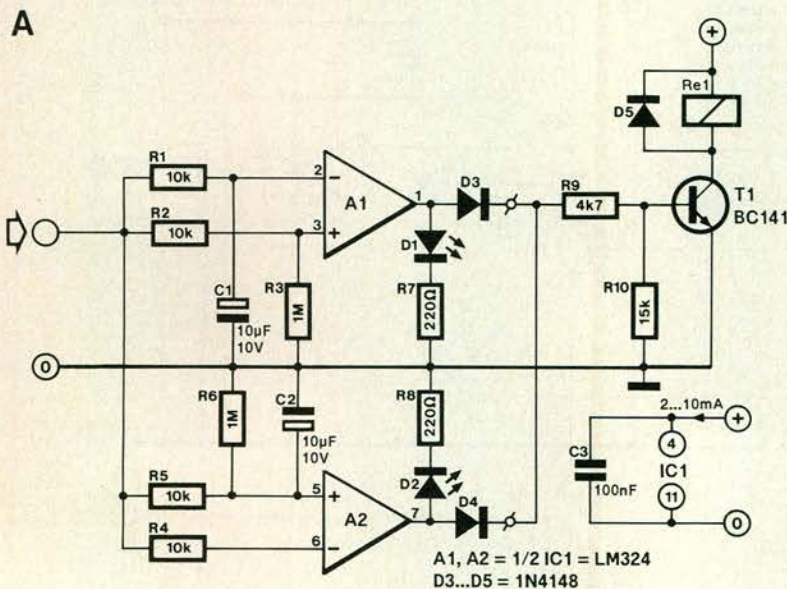 A
+
Re1
D5
R1
10k
2
−
A1
1
D3
R9
4k7
T1
BC141
R2
10k
3
+
D1
C1
10µF
10V
R3
1M
R7
220Ω
R10
15k
0
R6
1M
C2
10µF
10V
R8
220Ω
2...10mA
+
4
IC1
11
C3
100nF
0
R5
10k
5
+
A2
7
D2
D4
R4
10k
6
−
A1, A2 = 1/2 IC1 = LM324
D3...D5 = 1N4148